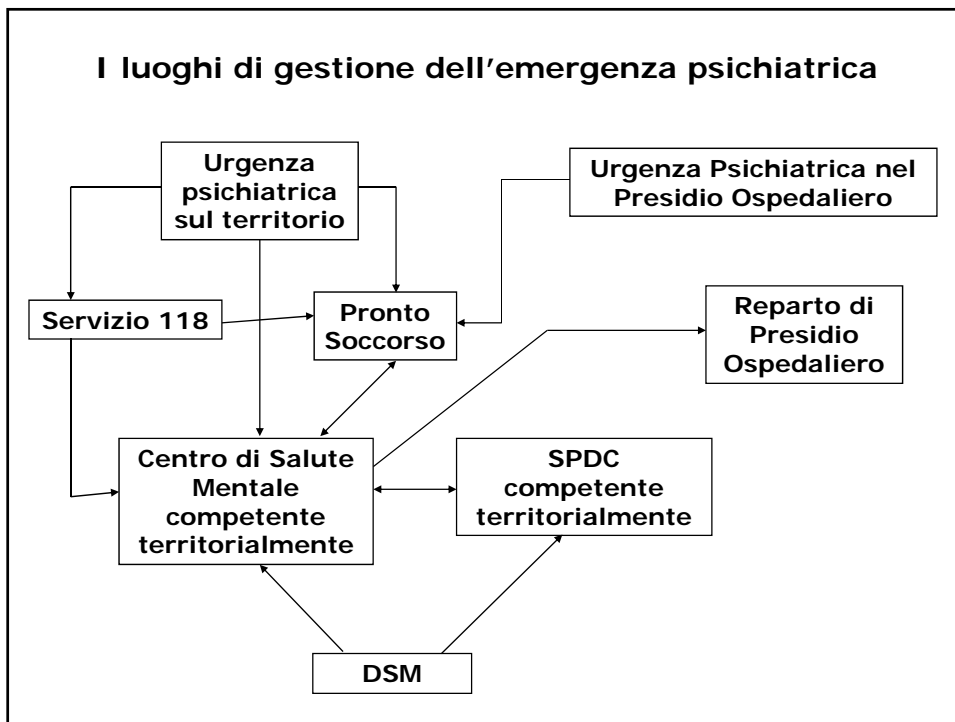 I luoghi di gestione dell’emergenza psichiatrica
Urgenza
psichiatrica
sul territorio
Urgenza Psichiatrica nel
Presidio Ospedaliero
Servizio 118
Pronto
Soccorso
Reparto di
Presidio
Ospedaliero
Centro di Salute
Mentale
competente
territorialmente
SPDC
competente
territorialmente
DSM